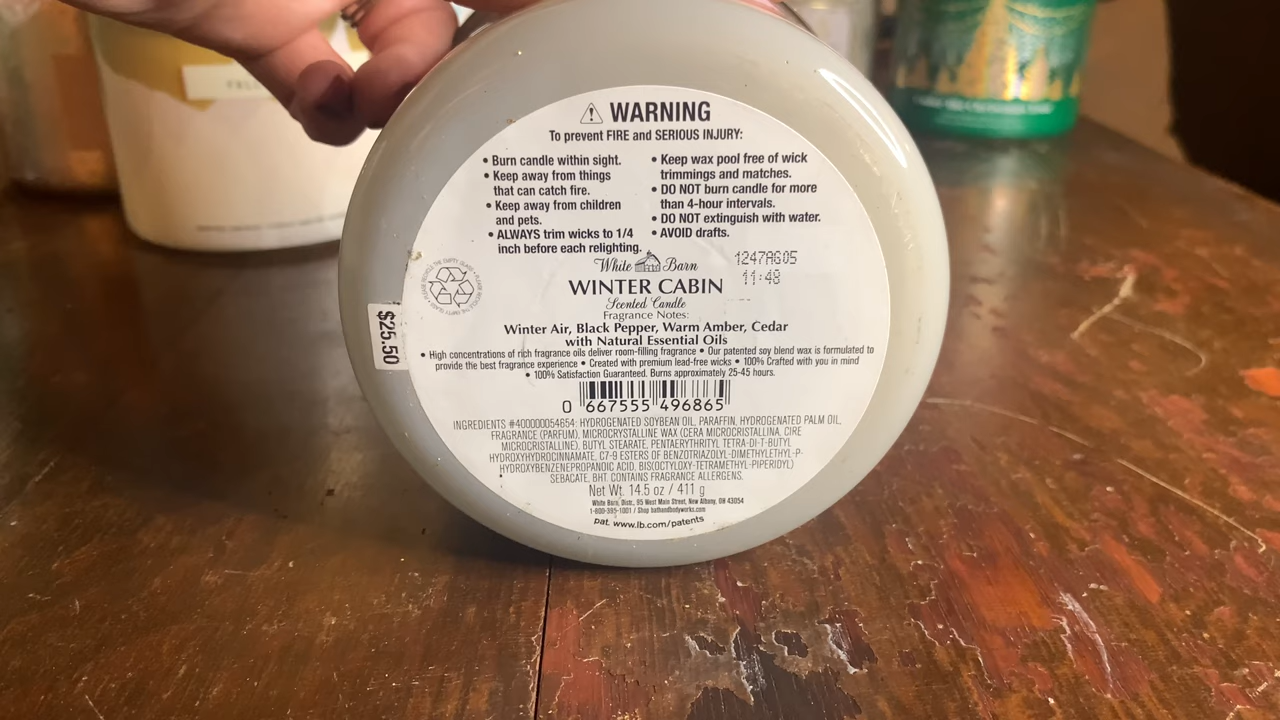 WARNING
To prevent FIRE and SERIOUS INJURY:
• Burn candle within sight.
• Keep away from things
that can catch fire.
• Keep away from children
and pets.
• ALWAYS trim wicks to 1/4
inch before each relighting.
• Keep wax pool free of wick
trimmings and matches.
• DO NOT burn candle for more
than 4-hour intervals.
• DO NOT extinguish with water.
• AVOID drafts.
White Barn
1247AG05
11:48
WINTER CABIN
Scented Candle
Fragrance Notes:
Winter Air, Black Pepper, Warm Amber, Cedar
with Natural Essential Oils
$25.50
• High concentrations of rich fragrance oils deliver room-filling fragrance • Our patented soy blend wax is formulated to
provide the best fragrance experience • Created with premium lead-free wicks • 100% Crafted with you in mind
• 100% Satisfaction Guaranteed. Burns approximately 25-45 hours.
0 667555 496865
INGREDIENTS #400000054654: HYDROGENATED SOYBEAN OIL, PARAFFIN, HYDROGENATED PALM OIL,
FRAGRANCE (PARFUM), MICROCRYSTALLINE WAX (CERA MICROCRISTALLINA, CIRE
MICROCRISTALLINE), BUTYL STEARATE, PENTAERYTHRITYL TETRA-DI-T-BUTYL
HYDROXYHYDROCINNAMATE, C7-9 ESTERS OF BENZOTRIAZOLYL-DIMETHYLETHYL-P-
HYDROXYBENZENEPROPANOIC ACID, BIS(OCTYLOXY-TETRAMETHYL-PIPERIDYL)
SEBACATE, BHT. CONTAINS FRAGRANCE ALLERGENS.
Net Wt. 14.5 oz / 411 g
White Barn, Distr., 95 West Main Street, New Albany, OH 43054
1-800-395-1001 / Shop bathandbodyworks.com
pat. www.lb.com/patents